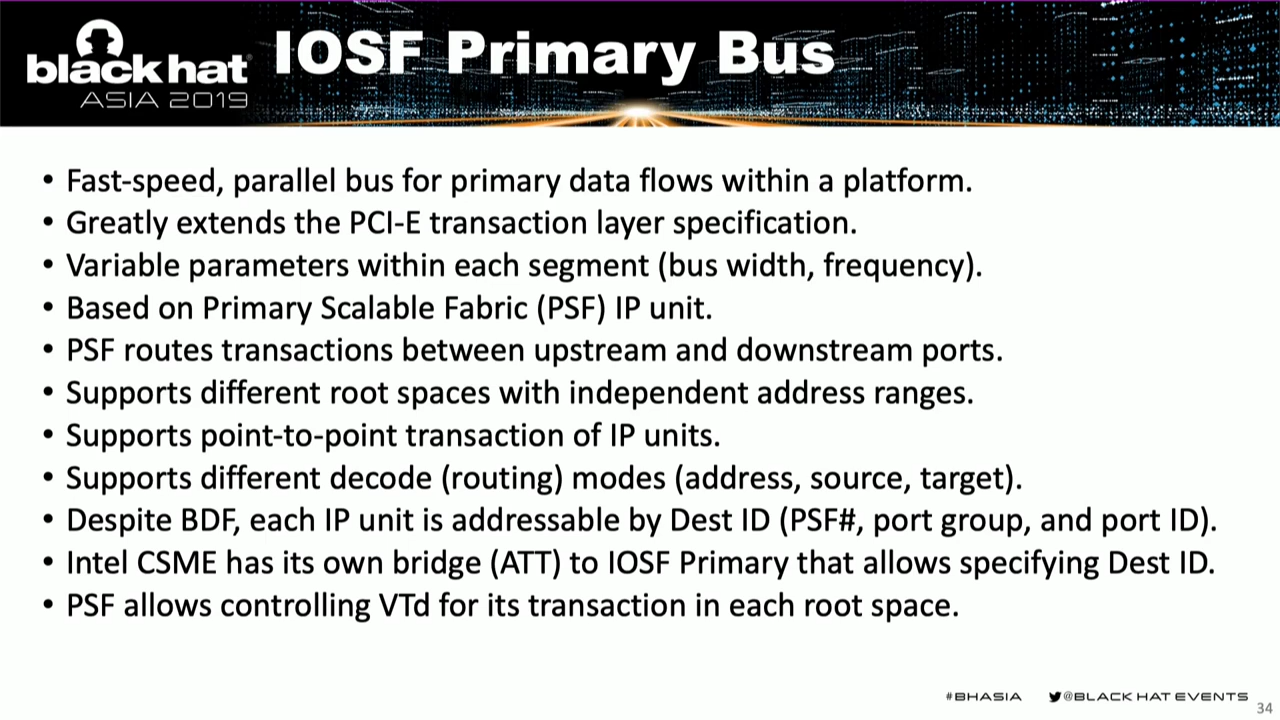 black hat
ASIA 2019
IOSF Primary Bus
• Fast-speed, parallel bus for primary data flows within a platform.
• Greatly extends the PCI-E transaction layer specification.
• Variable parameters within each segment (bus width, frequency).
• Based on Primary Scalable Fabric (PSF) IP unit.
• PSF routes transactions between upstream and downstream ports.
• Supports different root spaces with independent address ranges.
• Supports point-to-point transaction of IP units.
• Supports different decode (routing) modes (address, source, target).
• Despite BDF, each IP unit is addressable by Dest ID (PSF#, port group, and port ID).
• Intel CSME has its own bridge (ATT) to IOSF Primary that allows specifying Dest ID.
• PSF allows controlling VTd for its transaction in each root space.
#BHASIA @BLACK HAT EVENTS
34